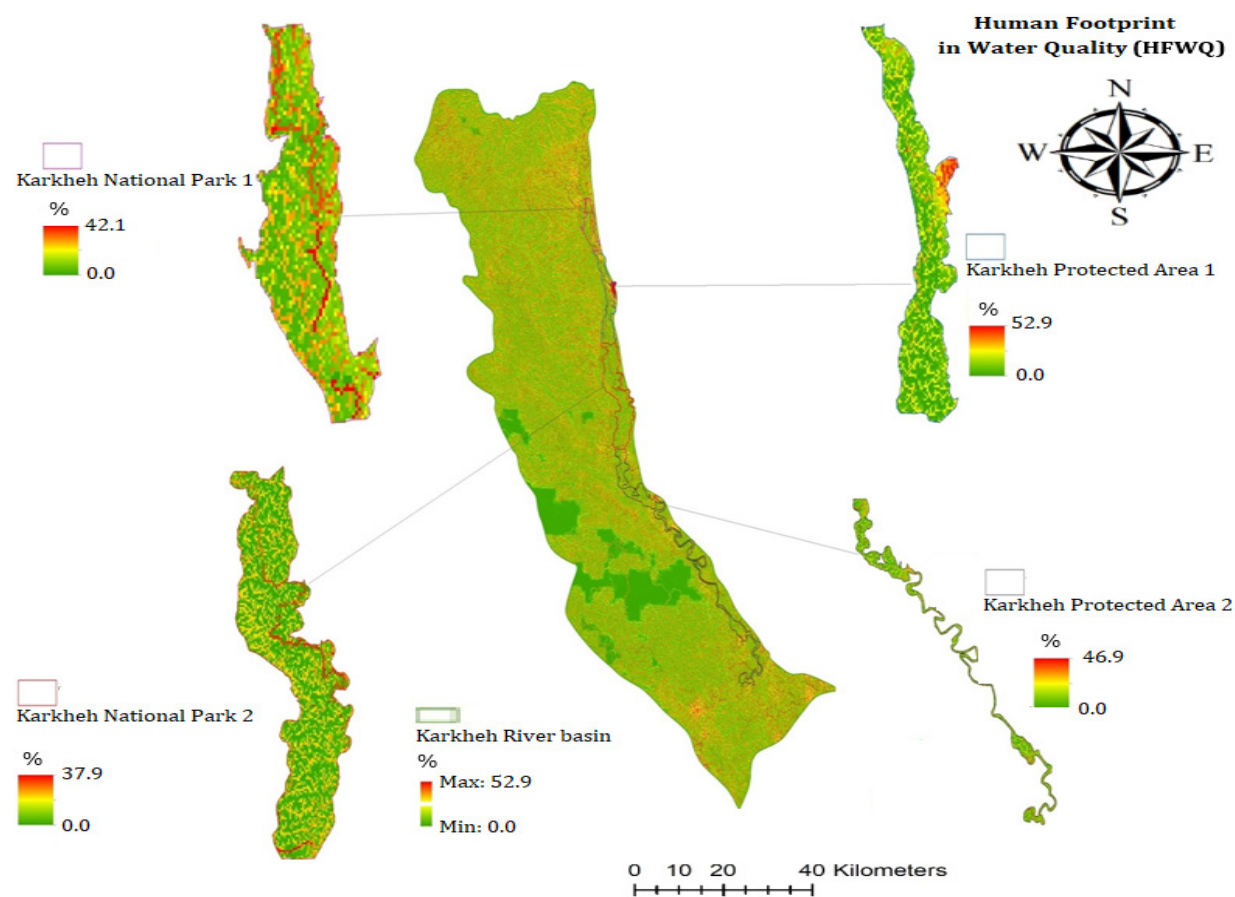 Human Footprint
in Water Quality (HFWQ)
N
W
E
S
Karkheh National Park 1
%
42.1
0.0
Karkheh Protected Area 1
%
52.9
0.0
Karkheh Protected Area 2
%
46.9
0.0
Karkheh National Park 2
%
37.9
0.0
Karkheh River basin
%
Max: 52.9
Min: 0.0
0 10 20 40 Kilometers